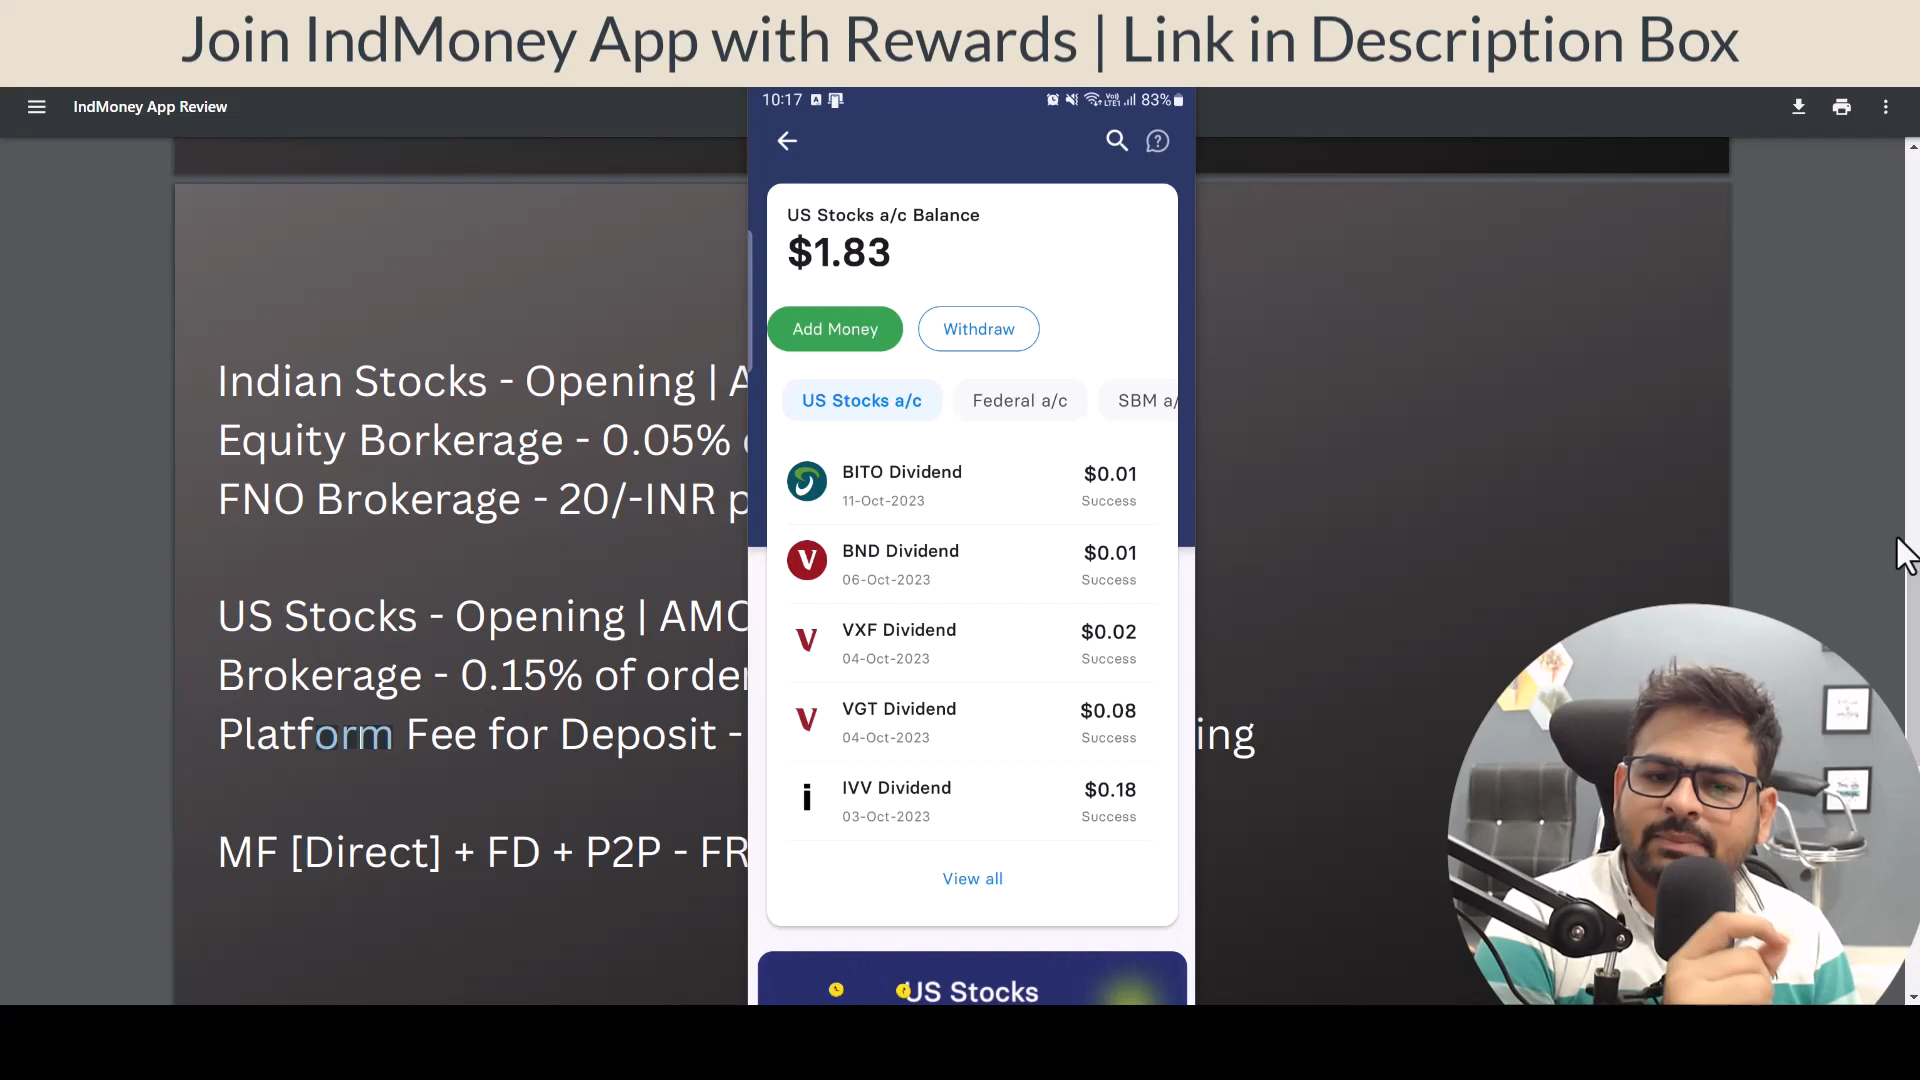 Join IndMoney App with Rewards | Link in Description Box
IndMoney App Review
10:17
83%
US Stocks a/c Balance
$1.83
Add Money
Withdraw
US Stocks a/c
Federal a/c
SBM a/
BITO Dividend
$0.01
11-Oct-2023
Success
BND Dividend
$0.01
06-Oct-2023
Success
VXF Dividend
$0.02
04-Oct-2023
Success
VGT Dividend
$0.08
04-Oct-2023
Success
IVV Dividend
$0.18
03-Oct-2023
Success
View all
US Stocks
Indian Stocks - Opening | A
Equity Borkerage - 0.05%
FNO Brokerage - 20/-INR p
US Stocks - Opening | AMC
Brokerage - 0.15% of order
Platform Fee for Deposit - ing
MF [Direct] + FD + P2P - FR